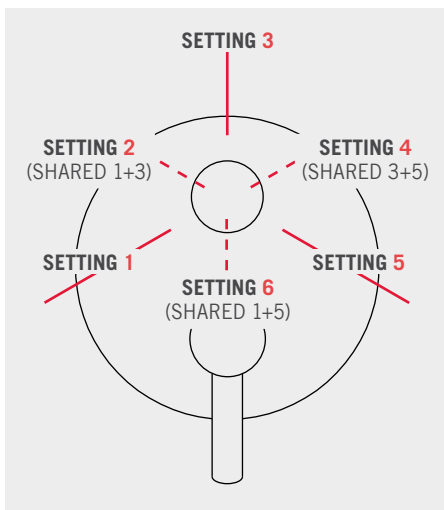 SETTING 3
SETTING 2
(SHARED 1+3)
SETTING 4
(SHARED 3+5)
SETTING 1
SETTING 5
SETTING 6
(SHARED 1+5)